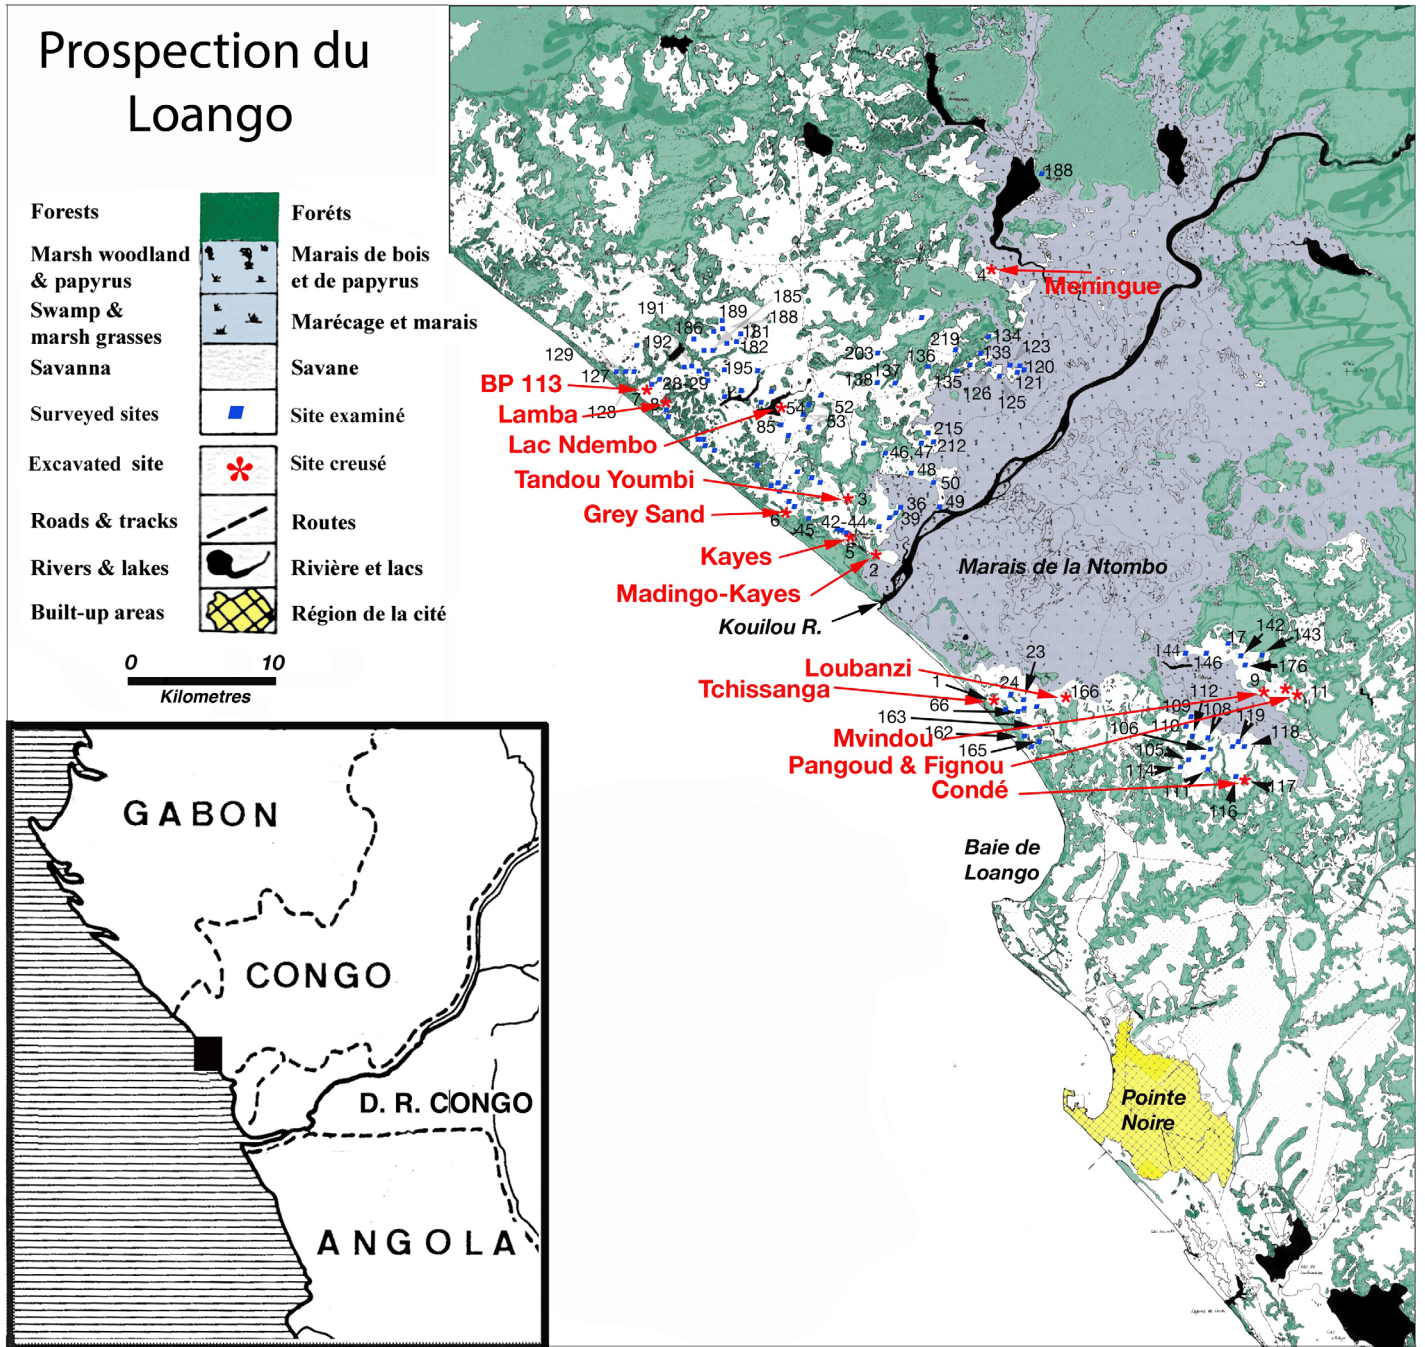 Prospection du
Loango
Forests
Foréts
Marsh woodland
& papyrus
Marais de bois
et de papyrus
Swamp &
marsh grasses
Marécage et marais
Savanna
Savane
Surveyed sites
Site examiné
Excavated site
Site creusé
Roads & tracks
Routes
Rivers & lakes
Rivière et lacs
Built-up areas
Région de la cité
0 10
Kilometres
GABON
CONGO
D. R. CONGO
ANGOLA
188
4
Meningue
191
189
185
188
186
181
182
192
129
127
195
28-29
128
7
8
BP 113
Lamba
Lac Ndembo
54
52
53
85
203
138
137
136
219
134
133
123
120
121
135
126
125
215
212
46,47
48
50
49
36
39
Tandou Youmbi
3
Grey Sand
6
45
42-44
Kayes
5
Madingo-Kayes
2
Kouilou R.
Marais de la Ntombo
23
Loubanzi
Tchissanga
1
24
66
166
163
162
165
Mvindou
Pangoud & Fignou
Condé
144
146
17
142
143
176
9
11
112
109
108
110
106
105
114
111
119
118
116
117
Baie de
Loango
Pointe
Noire